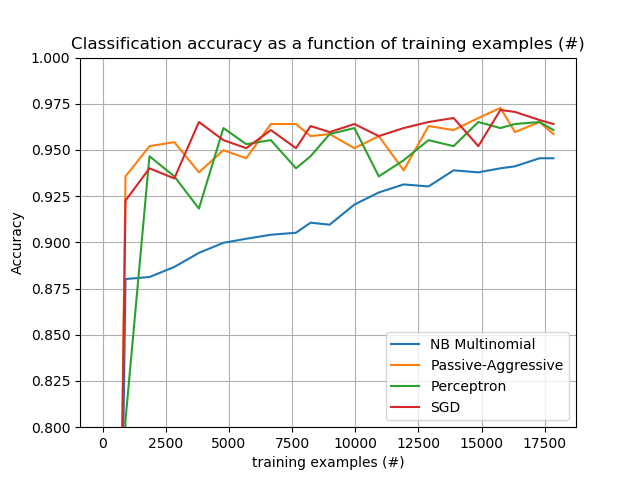 Classification accuracy as a function of training examples (#)
1.000
0.975
0.950
0.925
0.900
0.875
0.850
0.825
0.800
Accuracy
NB Multinomial
Passive-Aggressive
Perceptron
SGD
0 2500 5000 7500 10000 12500 15000 17500
training examples (#)